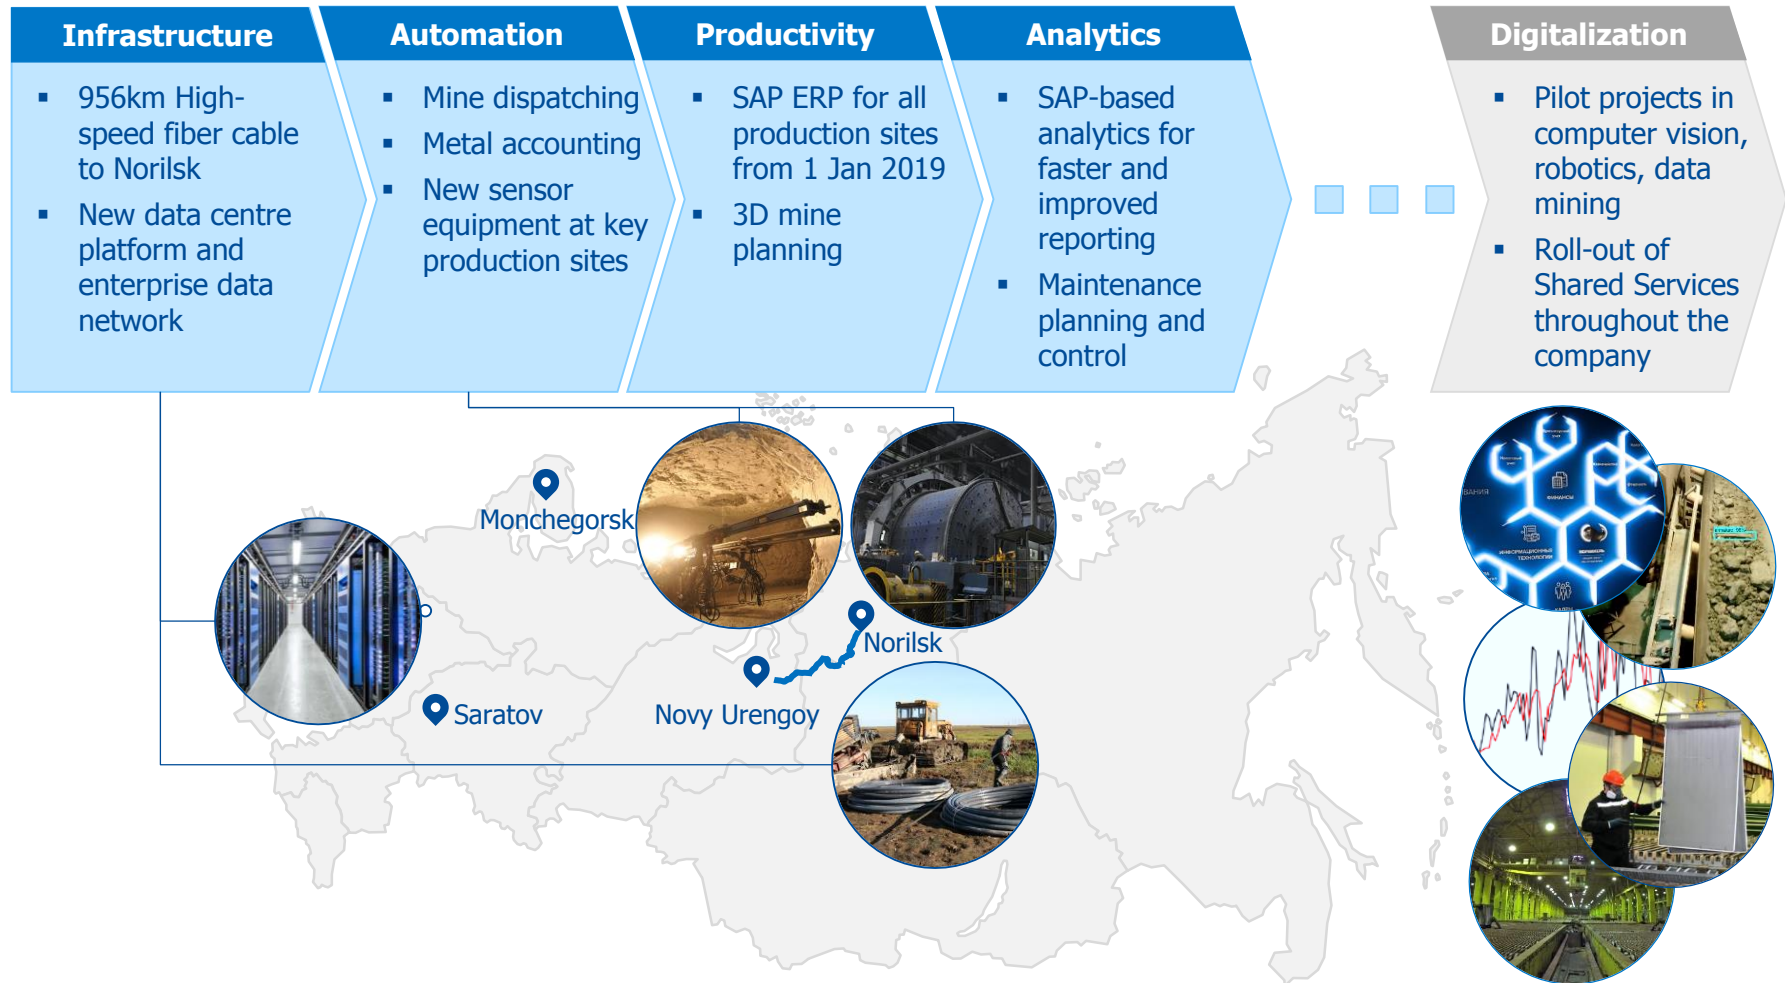 Infrastructure
956km High-
speed fiber cable
to Norilsk
New data centre
platform and
enterprise data
network
Automation
Mine dispatching
Metal accounting
New sensor
equipment at key
production sites
Productivity
SAP ERP for all
production sites
from 1 Jan 2019
3D mine
planning
Analytics
SAP-based
analytics for
faster and
improved
reporting
Maintenance
planning and
control
Digitalization
Pilot projects in
computer vision,
robotics, data
mining
Roll-out of
Shared Services
throughout the
company
Monchegorsk
Norilsk
Novy Urengoy
Saratov
ФИНАНСЫ
ИНФОРМАЦИОННЫЕ
ТЕХНОЛОГИИ